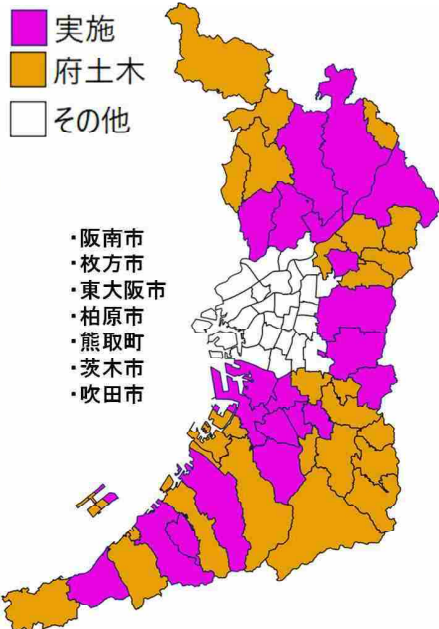 実施
府土木
その他
・阪南市
・枚方市
・東大阪市
・柏原市
・熊取町
・茨木市
・吹田市